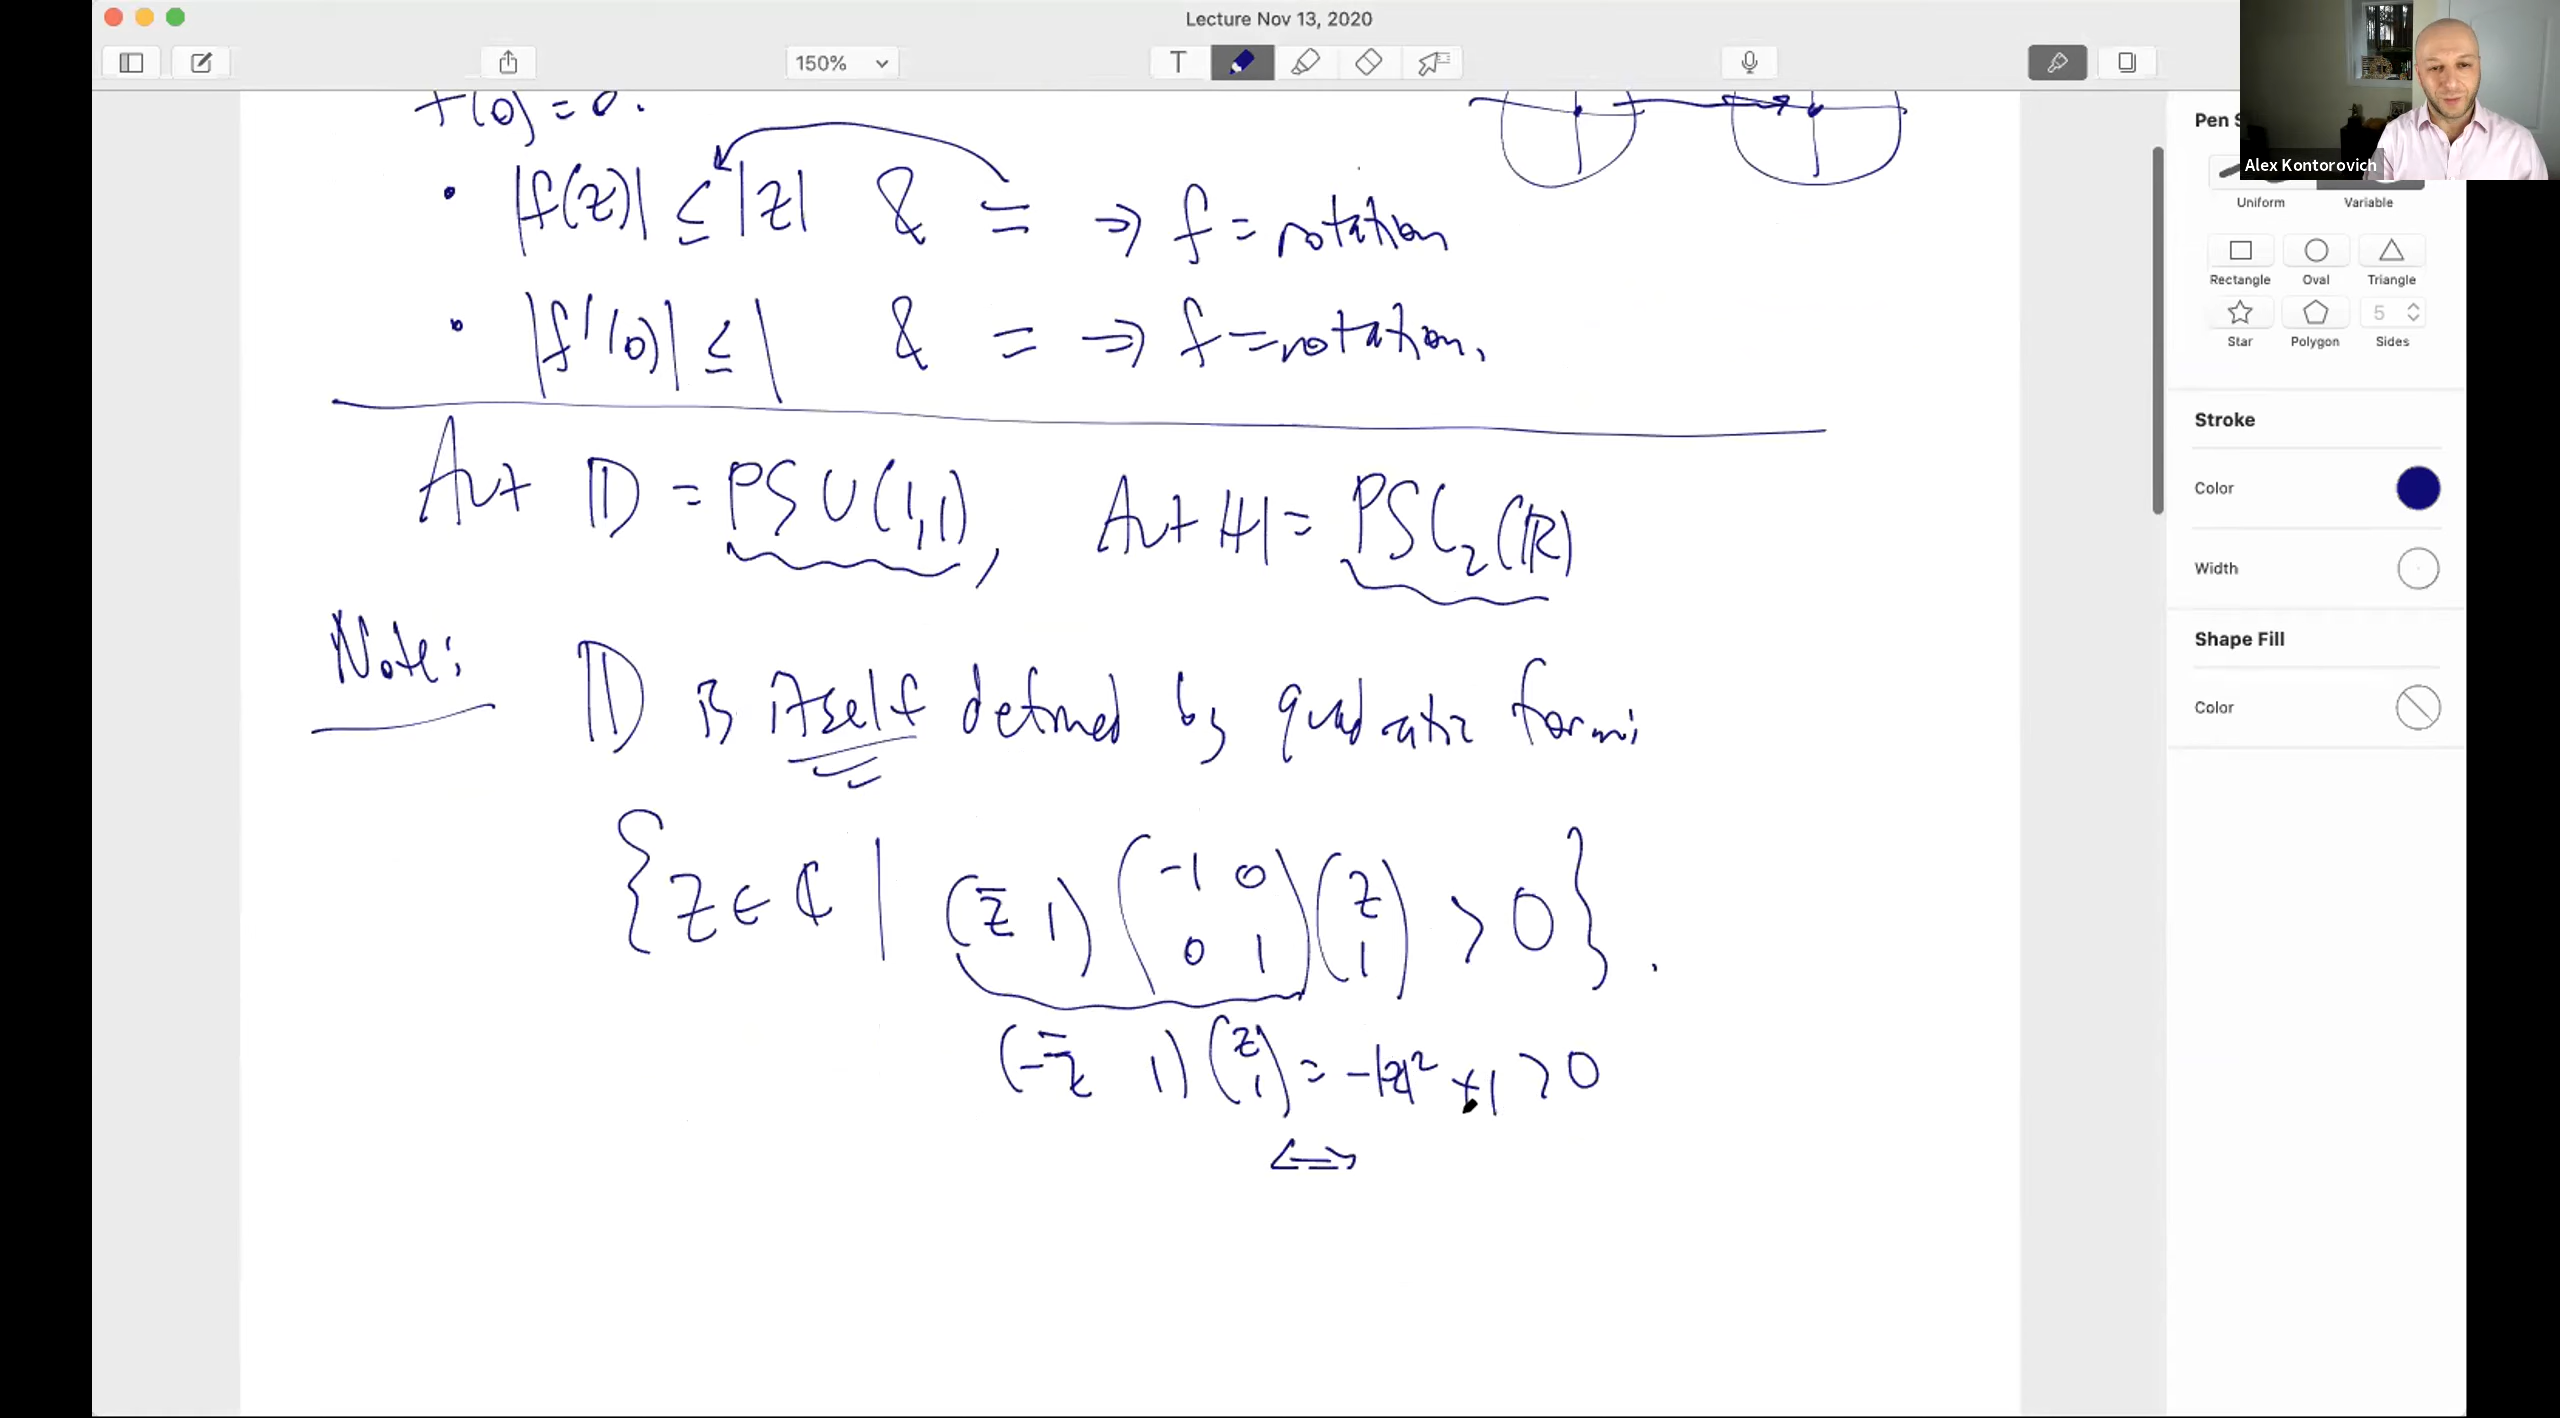 Lecture Nov 13, 2020
150%
T
Alex Kontorovich
f(0) = 0.
• |f(z)| ≤ |z| & = ⇒ f = rotation
• |f'(0)| ≤ 1 & = ⇒ f = rotation.
Aut 𝔻 = PSU(1,1), Aut ℍ = PSL₂(ℝ)
Note: 𝔻 is itself defined by quadratic form:
{ z ∈ ℂ | (z̄ 1) (-1 0; 0 1) (z; 1) > 0 }.
(-z̄ 1) (z; 1) = -|z|² + 1 > 0
⟺
Pen S
Uniform Variable
Rectangle Oval Triangle
5
Star Polygon Sides
Stroke
Color
Width
Shape Fill
Color